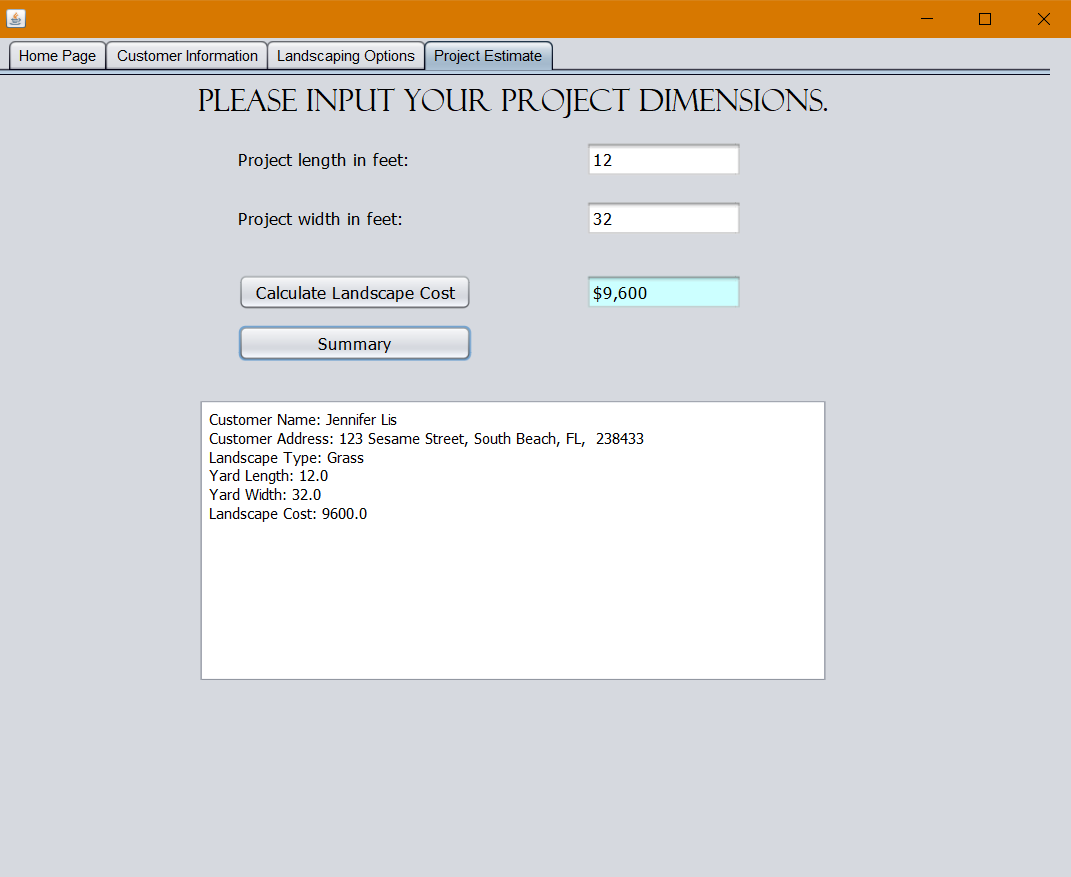 Home Page Customer Information Landscaping Options Project Estimate
PLEASE INPUT YOUR PROJECT DIMENSIONS.
Project length in feet: 12
Project width in feet: 32
Calculate Landscape Cost $9,600
Summary
Customer Name: Jennifer Lis
Customer Address: 123 Sesame Street, South Beach, FL,  238433
Landscape Type: Grass
Yard Length: 12.0
Yard Width: 32.0
Landscape Cost: 9600.0